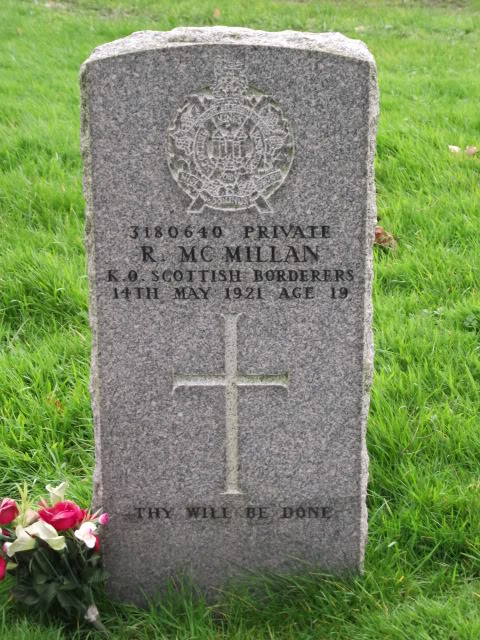 3180640 PRIVATE
R. MC MILLAN
K.O. SCOTTISH BORDERERS
14TH MAY 1921 AGE 19
THY WILL BE DONE